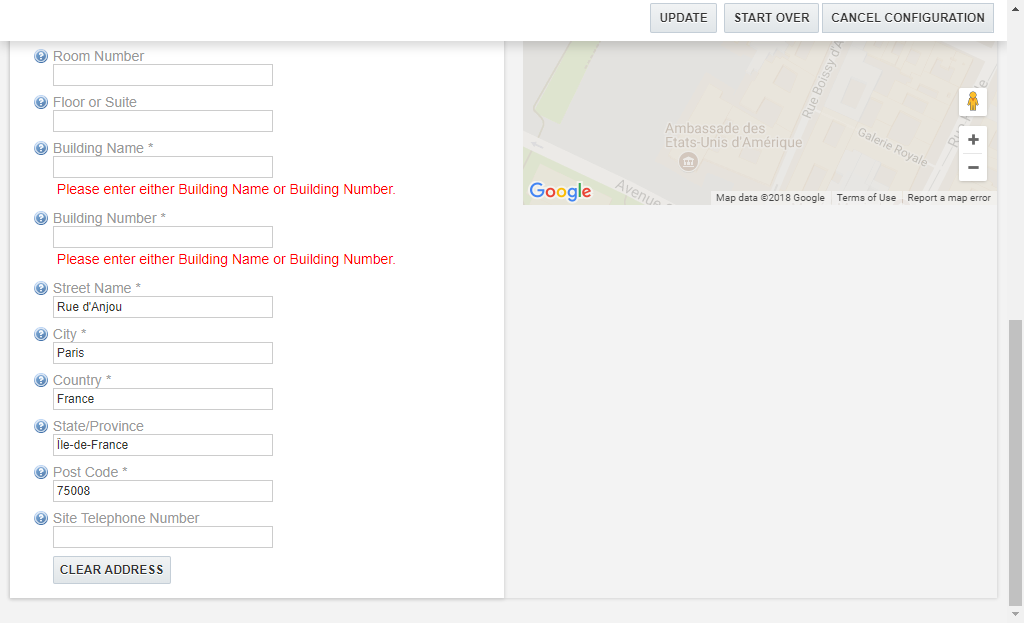 UPDATE START OVER CANCEL CONFIGURATION
Room Number
Floor or Suite
Building Name *
Please enter either Building Name or Building Number.
Building Number *
Please enter either Building Name or Building Number.
Street Name *
Rue d'Anjou
City *
Paris
Country *
France
State/Province
Île-de-France
Post Code *
75008
Site Telephone Number
CLEAR ADDRESS
Rue Boissy d'A
Ambassade des
Etats-Unis d'Amérique
Galerie Royale
Avenue
Google
Map data ©2018 Google Terms of Use Report a map error